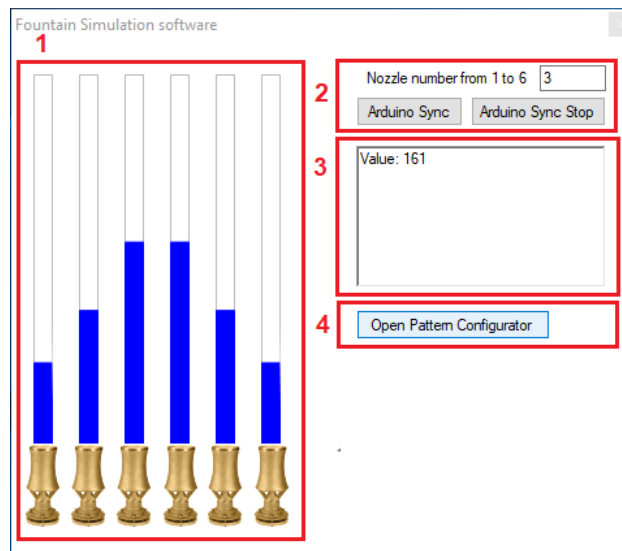 Fountain Simulation software
1
2
Nozzle number from 1 to 6 3
Arduino Sync Arduino Sync Stop
3
Value: 161
4
Open Pattern Configurator